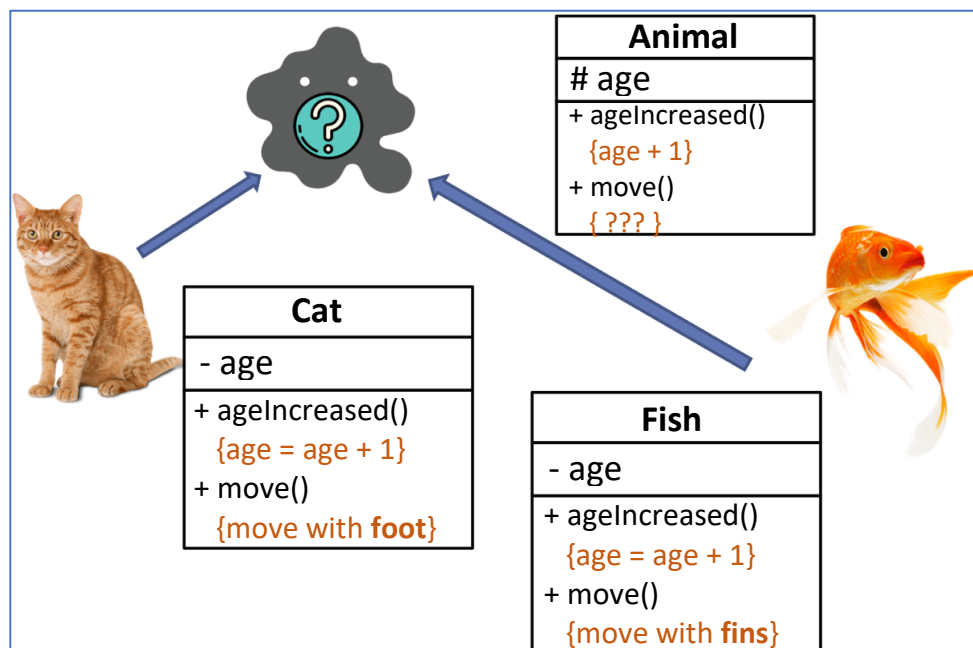 ?
Animal
# age
+ ageIncreased()
{age + 1}
+ move()
{ ??? }
Cat
- age
+ ageIncreased()
{age = age + 1}
+ move()
{move with foot}
Fish
- age
+ ageIncreased()
{age = age + 1}
+ move()
{move with fins}